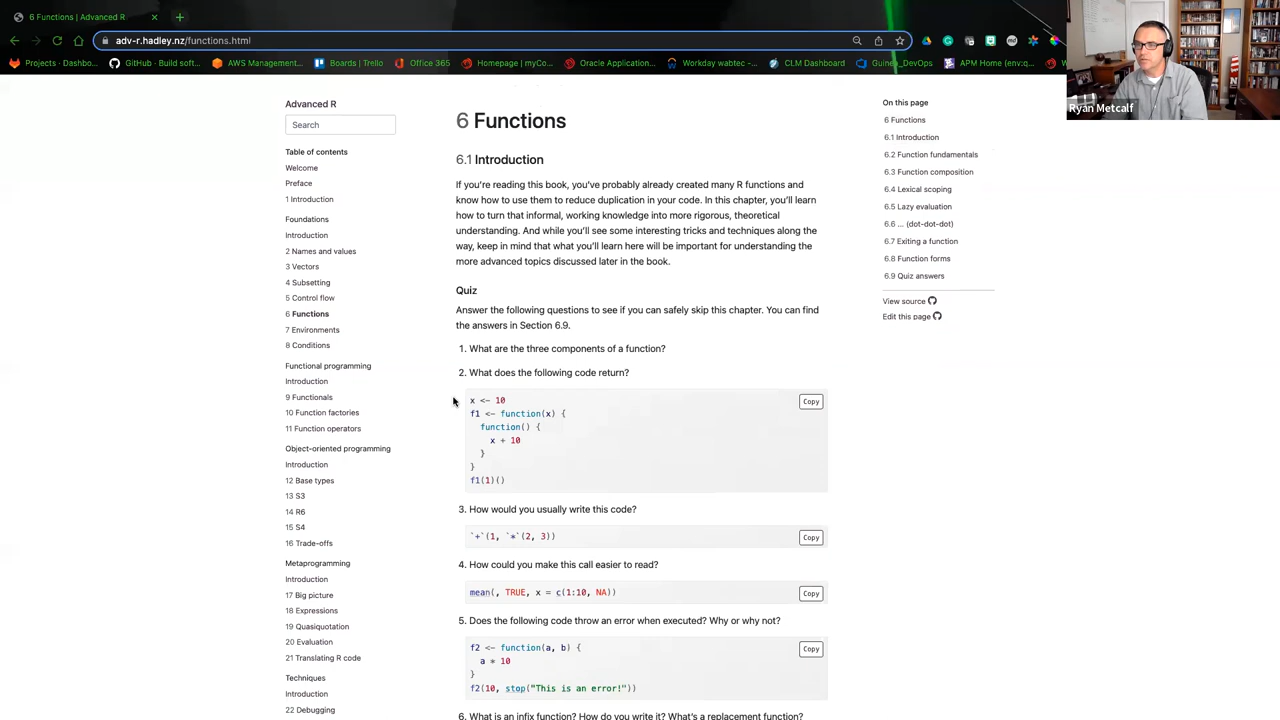 6 Functions | Advanced R
adv-r.hadley.nz/functions.html
Projects - Dashbo...
GitHub - Build soft...
AWS Management...
Boards | Trello
Office 365
Homepage | myCo...
Oracle Application...
Workday wabtec -...
CLM Dashboard
Guinea_DevOps
APM Home (env:q...
Ryan Metcalf
Advanced R
Search
Table of contents
Welcome
Preface
1 Introduction
Foundations
Introduction
2 Names and values
3 Vectors
4 Subsetting
5 Control flow
6 Functions
7 Environments
8 Conditions
Functional programming
Introduction
9 Functionals
10 Function factories
11 Function operators
Object-oriented programming
Introduction
12 Base types
13 S3
14 R6
15 S4
16 Trade-offs
Metaprogramming
Introduction
17 Big picture
18 Expressions
19 Quasiquotation
20 Evaluation
21 Translating R code
Techniques
Introduction
22 Debugging
6 Functions
6.1 Introduction
If you're reading this book, you've probably already created many R functions and
know how to use them to reduce duplication in your code. In this chapter, you'll learn
how to turn that informal, working knowledge into more rigorous, theoretical
understanding. And while you'll see some interesting tricks and techniques along the
way, keep in mind that what you'll learn here will be important for understanding the
more advanced topics discussed later in the book.
Quiz
Answer the following questions to see if you can safely skip this chapter. You can find
the answers in Section 6.9.
1. What are the three components of a function?
2. What does the following code return?
x <- 10
f1 <- function(x) {
function() {
x + 10
}
}
f1(1)()
Copy
3. How would you usually write this code?
`+`(1, `*`(2, 3))
Copy
4. How could you make this call easier to read?
mean(, TRUE, x = c(1:10, NA))
Copy
5. Does the following code throw an error when executed? Why or why not?
f2 <- function(a, b) {
a * 10
}
f2(10, stop("This is an error!"))
Copy
6. What is an infix function? How do you write it? What's a replacement function?
On this page
6 Functions
6.1 Introduction
6.2 Function fundamentals
6.3 Function composition
6.4 Lexical scoping
6.5 Lazy evaluation
6.6 ... (dot-dot-dot)
6.7 Exiting a function
6.8 Function forms
6.9 Quiz answers
View source
Edit this page